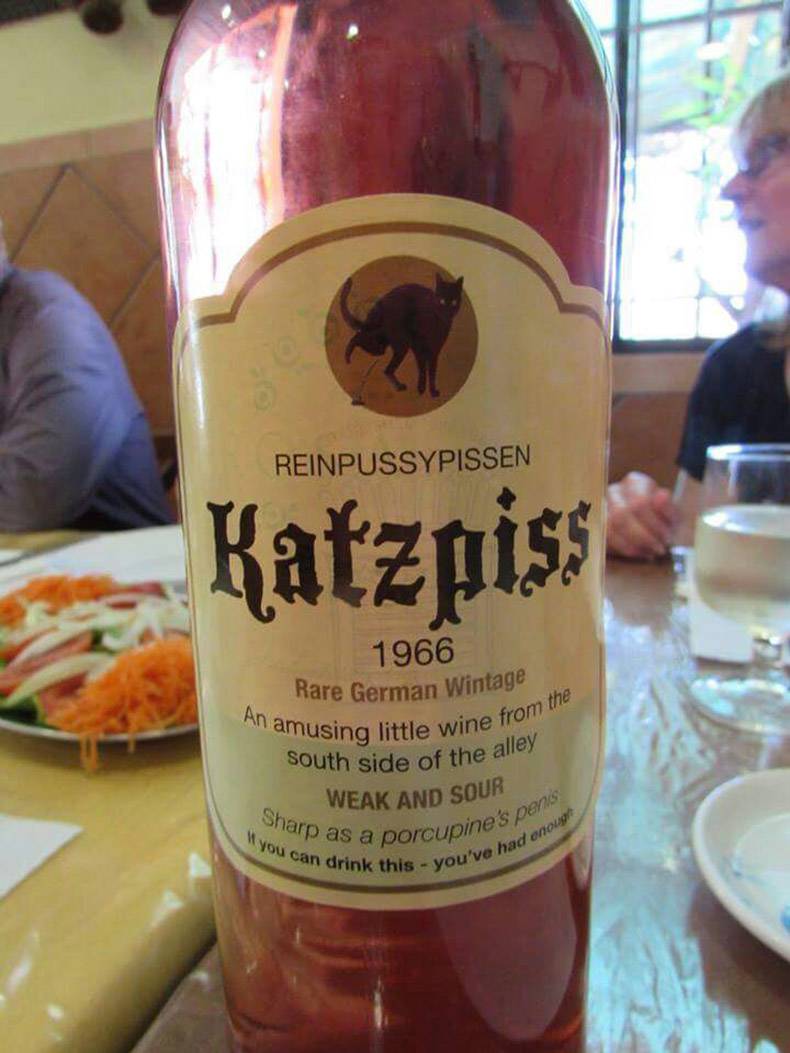 REINPUSSYPISSEN
Katzpiss
1966
Rare German Wintage
An amusing little wine from the
south side of the alley
WEAK AND SOUR
Sharp as a porcupine's penis
If you can drink this - you've had enough